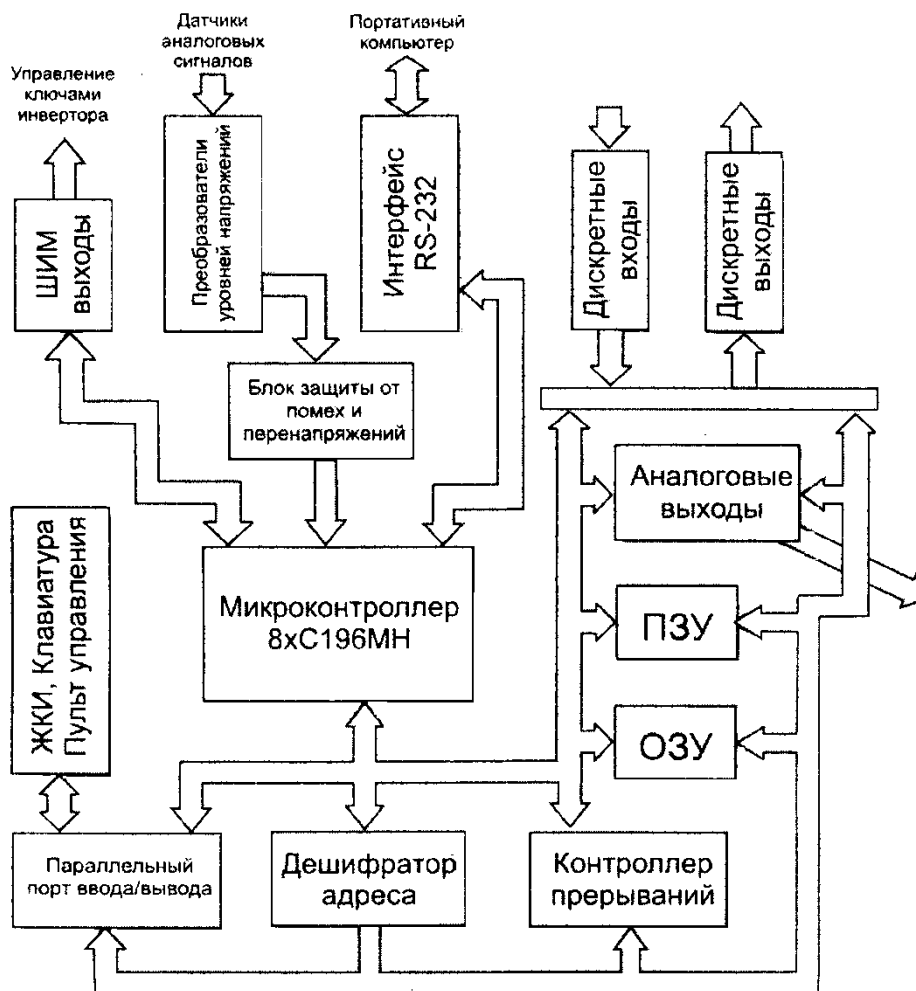 Датчики
аналоговых
сигналов
Портативный
компьютер
Управление
ключами
инвертора
ШИМ
выходы
Преобразователи
уровней напряжений
Интерфейс
RS-232
Дискретные
входы
Дискретные
выходы
Блок защиты от
помех и
перенапряжений
Аналоговые
выходы
ЖКИ, Клавиатура
Пульт управления
Микроконтроллер
8хС196МН
ПЗУ
ОЗУ
Параллельный
порт ввода/вывода
Дешифратор
адреса
Контроллер
прерываний